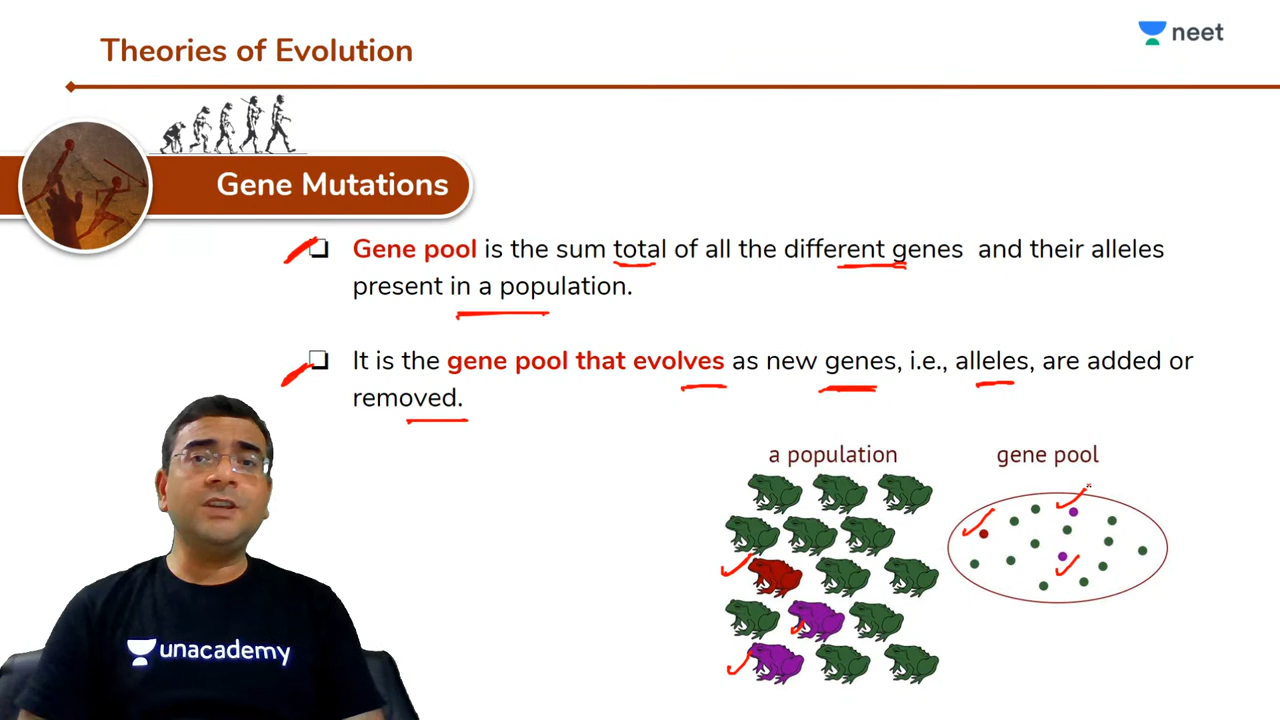 Theories of Evolution
neet
Gene Mutations
❑ Gene pool is the sum total of all the different genes and their alleles
present in a population.
❑ It is the gene pool that evolves as new genes, i.e., alleles, are added or
removed.
a population
gene pool
unacademy